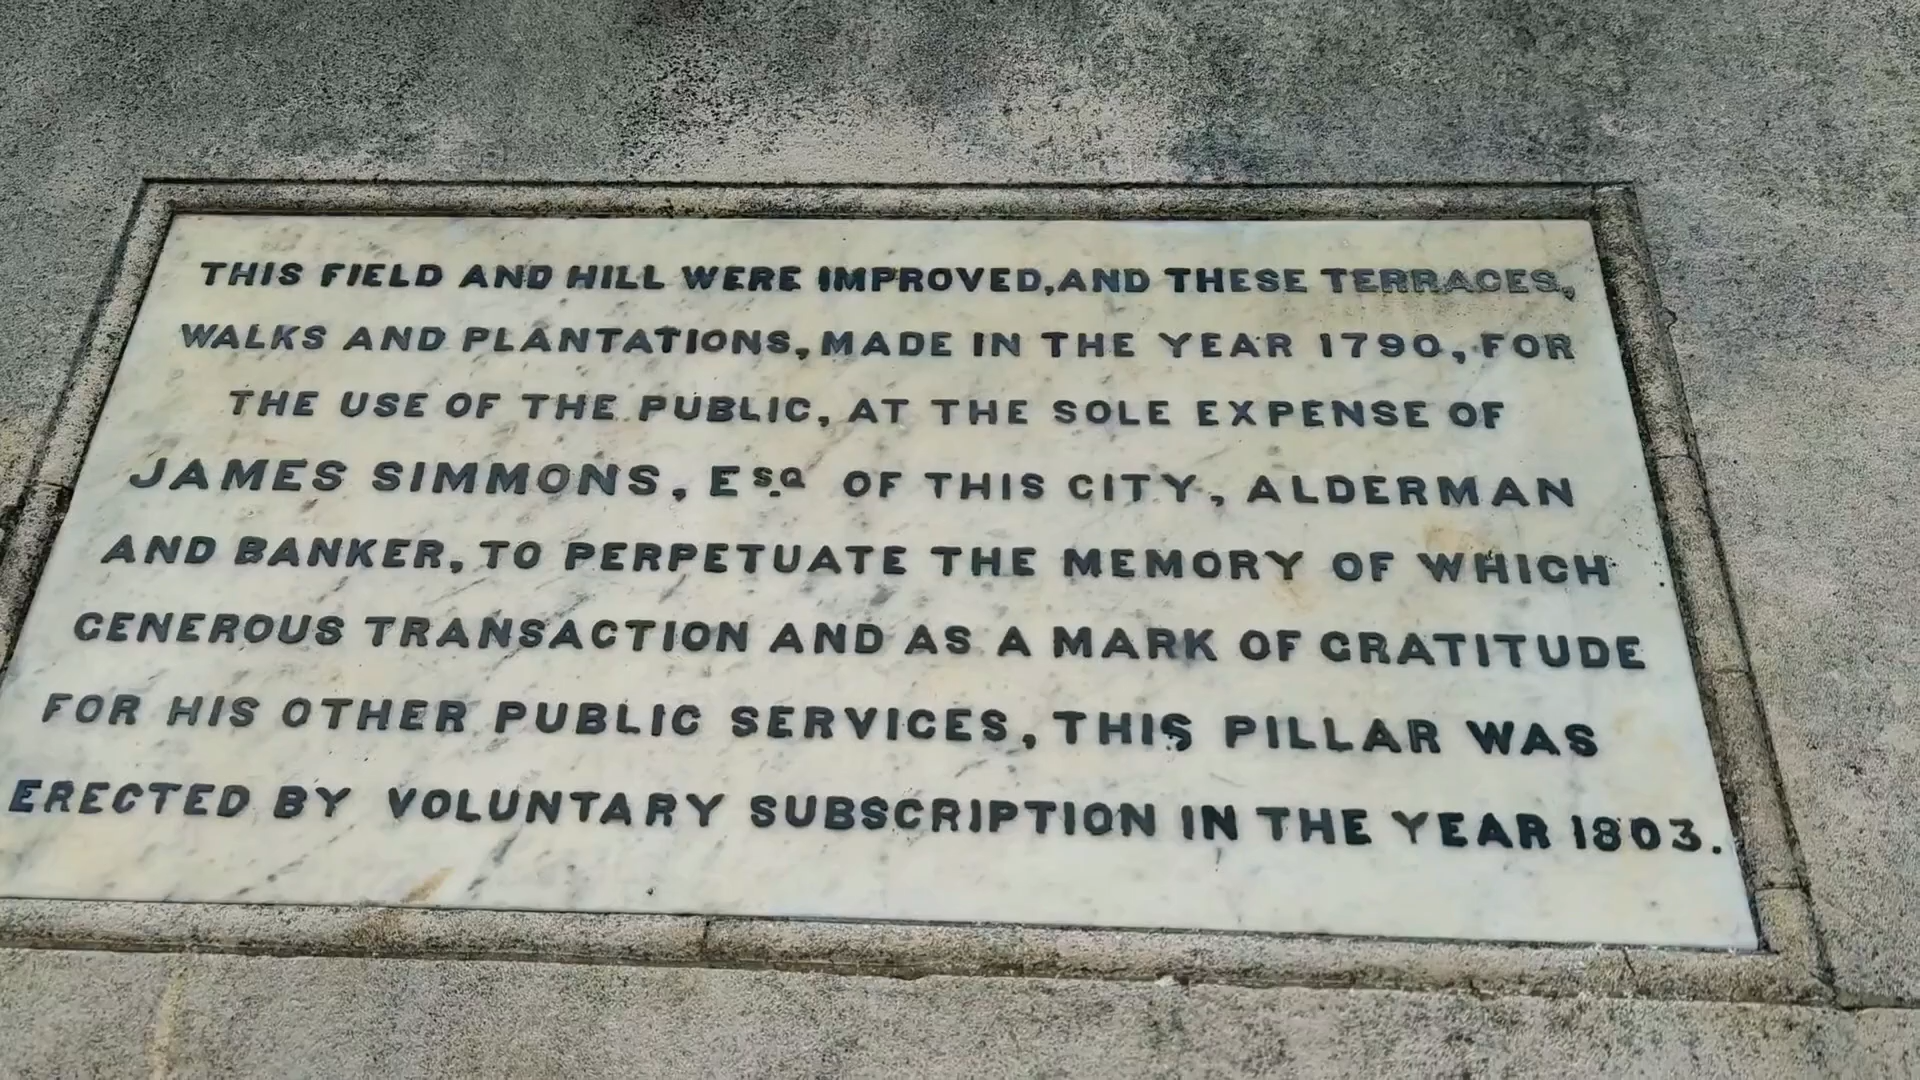 THIS FIELD AND HILL WERE IMPROVED, AND THESE TERRACES,
WALKS AND PLANTATIONS, MADE IN THE YEAR 1790, FOR
THE USE OF THE PUBLIC, AT THE SOLE EXPENSE OF
JAMES SIMMONS, Esq. OF THIS CITY, ALDERMAN
AND BANKER, TO PERPETUATE THE MEMORY OF WHICH
GENEROUS TRANSACTION AND AS A MARK OF GRATITUDE
FOR HIS OTHER PUBLIC SERVICES, THIS PILLAR WAS
ERECTED BY VOLUNTARY SUBSCRIPTION IN THE YEAR 1803.